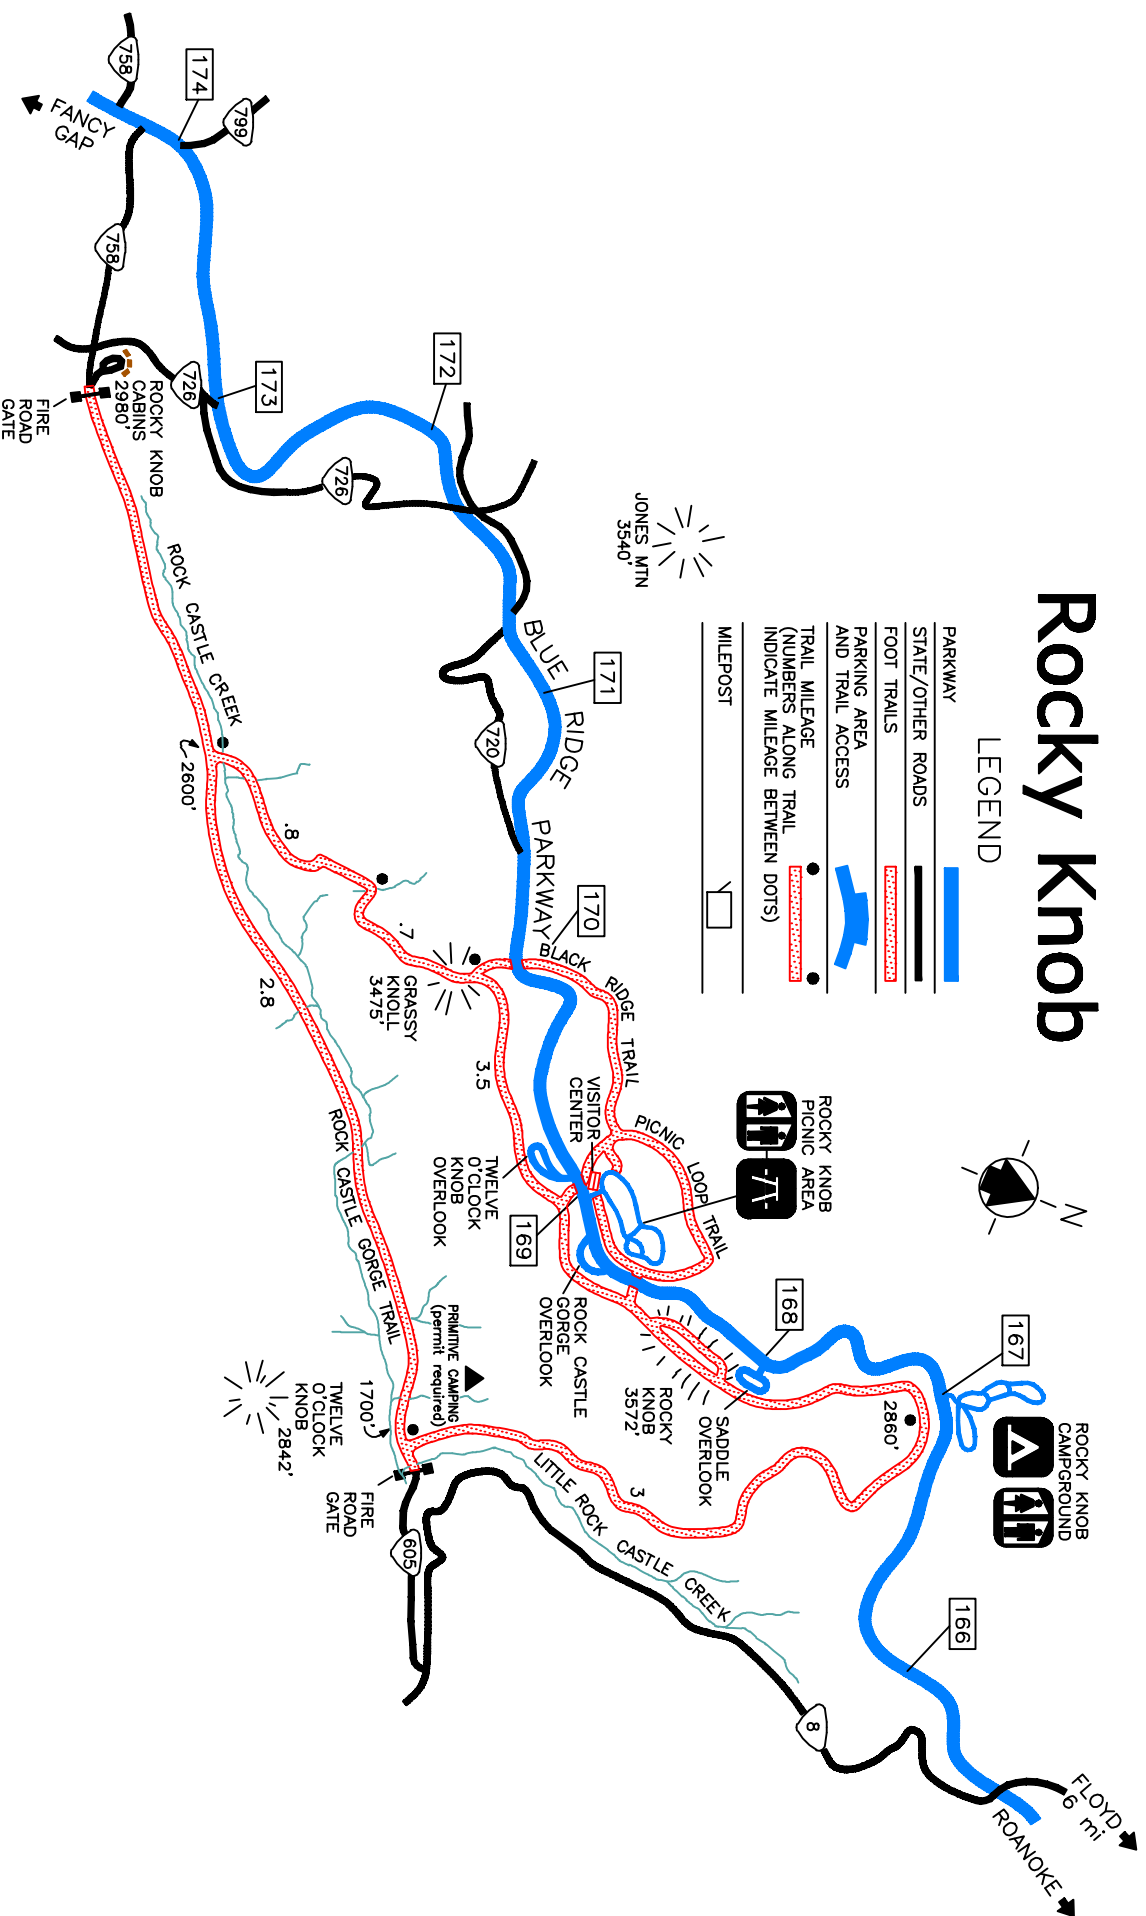 Rocky Knob
LEGEND
PARKWAY
STATE/OTHER ROADS
FOOT TRAILS
PARKING AREA
AND TRAIL ACCESS
TRAIL MILEAGE
(NUMBERS ALONG TRAIL
INDICATE MILEAGE BETWEEN DOTS)
MILEPOST
N
FLOYD
6 mi
ROANOKE
ROCKY KNOB
CAMPGROUND
167
166
168
8
ROCKY KNOB
PICNIC AREA
2860'
SADDLE
OVERLOOK
ROCKY
KNOB
3572'
PICNIC LOOP TRAIL
BLACK RIDGE TRAIL
VISITOR
CENTER
170
171
BLUE RIDGE PARKWAY
JONES MTN
3540'
169
ROCK CASTLE
GORGE
OVERLOOK
TWELVE
O'CLOCK
KNOB
OVERLOOK
3.5
3
LITTLE ROCK CASTLE CREEK
720
172
726
GRASSY
KNOLL
3475'
.7
.8
PRIMITIVE CAMPING
(permit required)
605
1700'
FIRE
ROAD
GATE
TWELVE
O'CLOCK
KNOB
2842'
ROCK CASTLE GORGE TRAIL
2.8
173
726
174
799
758
FANCY
GAP
758
ROCKY KNOB
CABINS
2980'
ROCK CASTLE CREEK
2600'
FIRE
ROAD
GATE